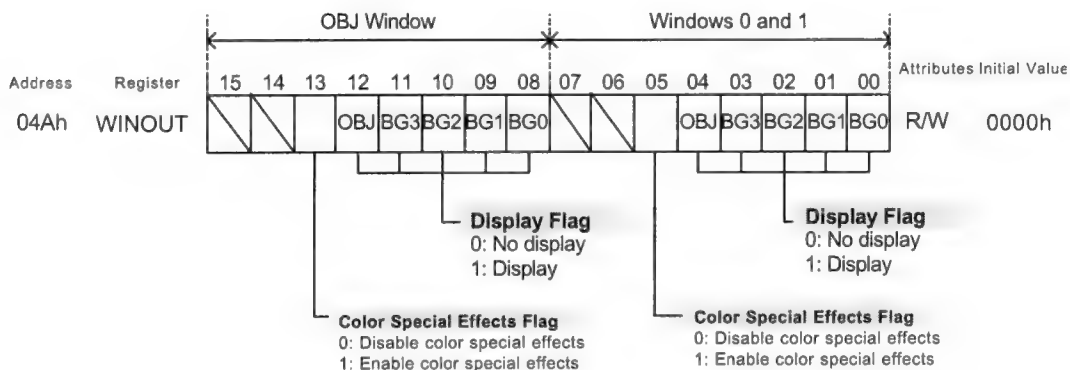 OBJ Window
Windows 0 and 1
Address Register 15 14 13 12 11 10 09 08 07 06 05 04 03 02 01 00 Attributes Initial Value
04Ah WINOUT OBJ BG3 BG2 BG1 BG0 OBJ BG3 BG2 BG1 BG0 R/W 0000h
Display Flag
0: No display
1: Display
Display Flag
0: No display
1: Display
Color Special Effects Flag
0: Disable color special effects
1: Enable color special effects
Color Special Effects Flag
0: Disable color special effects
1: Enable color special effects